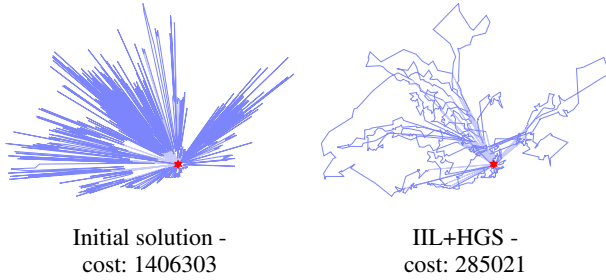 Initial solution -
cost: 1406303
IIL+HGS -
cost: 285021